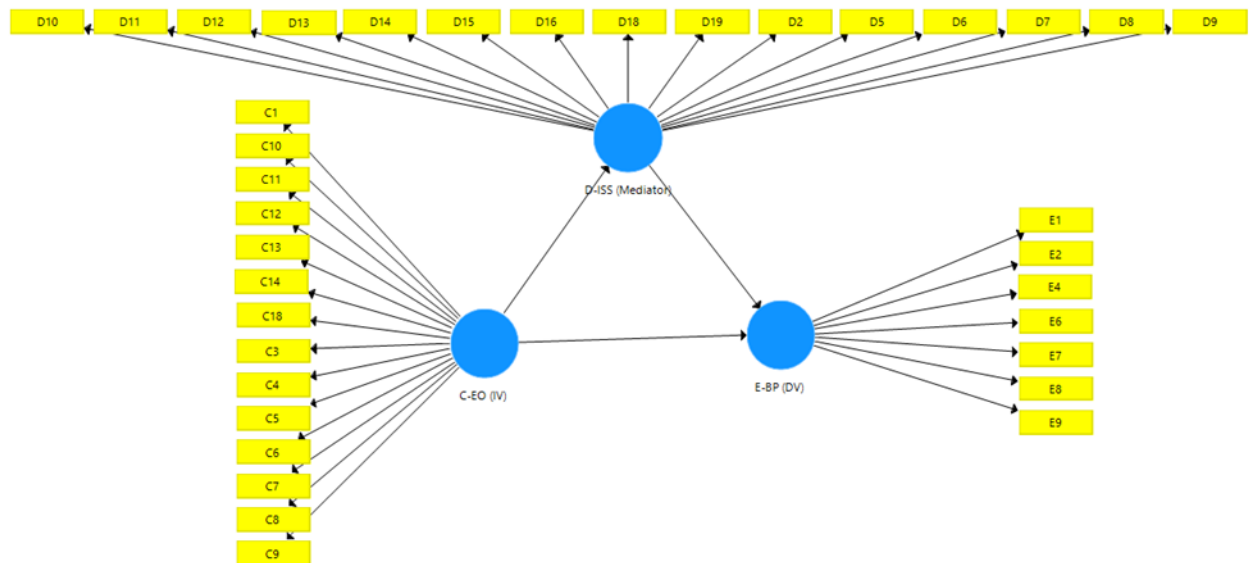 D10 D11 D12 D13 D14 D15 D16 D18 D19 D2 D5 D6 D7 D8 D9
C1
C10
C11
C12
C13
C14
C18
C3
C4
C5
C6
C7
C8
C9
D-ISS (Mediator)
C-EO (IV)
E-BP (DV)
E1
E2
E4
E6
E7
E8
E9